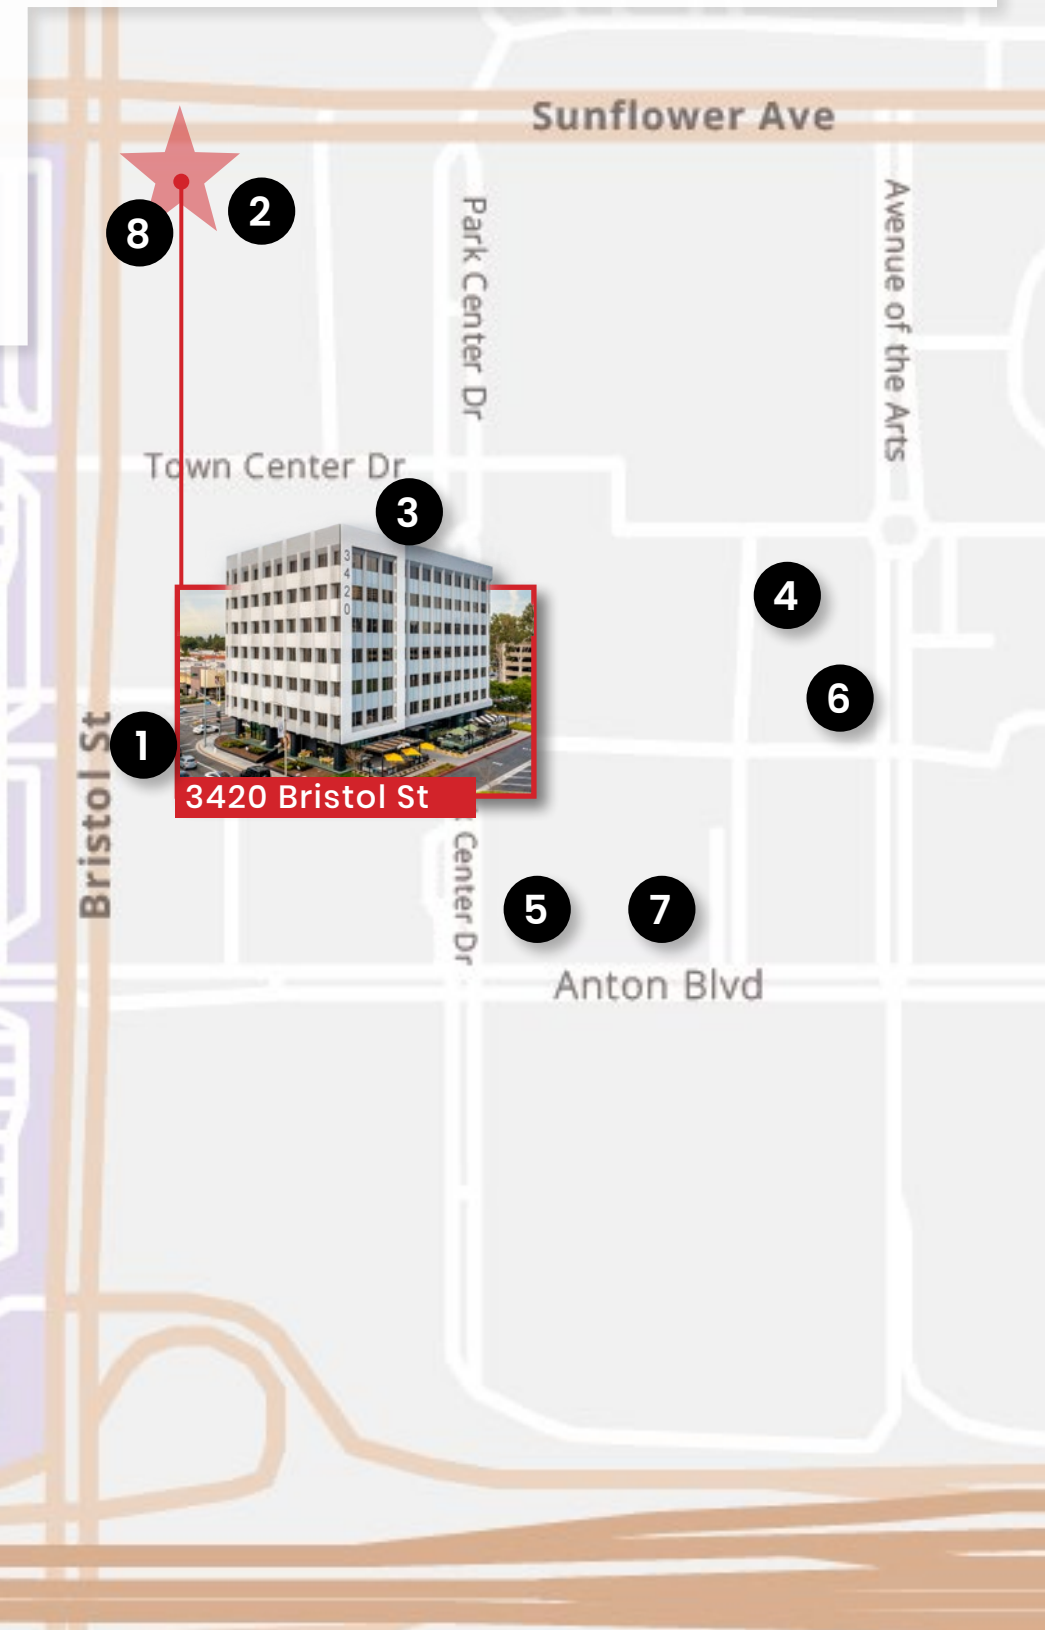 Sunflower Ave
2
8
Park Center Dr
Avenue of the Arts
Town Center Dr
3
3420
4
6
1
Bristol St
3420 Bristol St
Center Dr
5
7
Anton Blvd